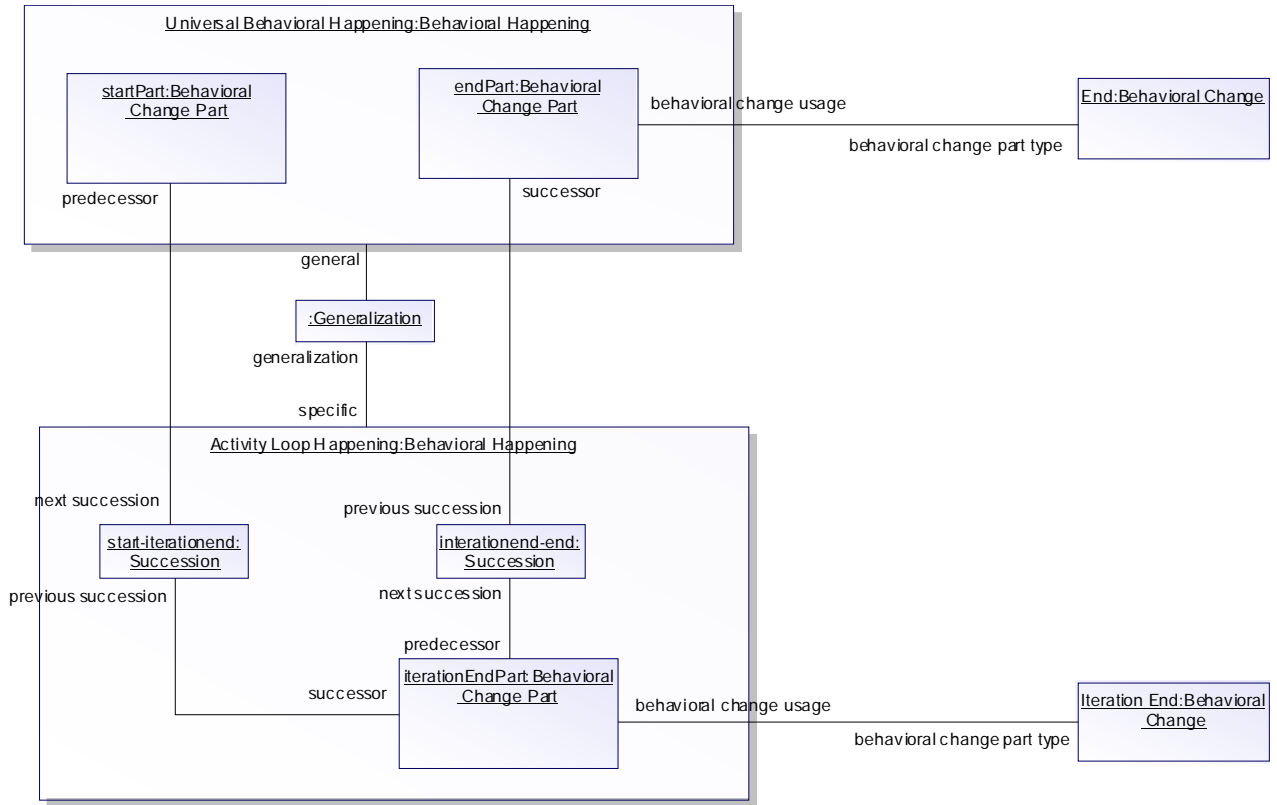 Universal Behavioral Happening:Behavioral Happening
startPart:Behavioral
Change Part
endPart:Behavioral
Change Part
behavioral change usage
End:Behavioral Change
behavioral change part type
predecessor
successor
general
:Generalization
generalization
specific
Activity Loop Happening:Behavioral Happening
next succession
previous succession
start-iterationend:
Succession
interationend-end:
Succession
previous succession
next succession
predecessor
successor
iterationEndPart:Behavioral
Change Part
behavioral change usage
Iteration End:Behavioral
Change
behavioral change part type